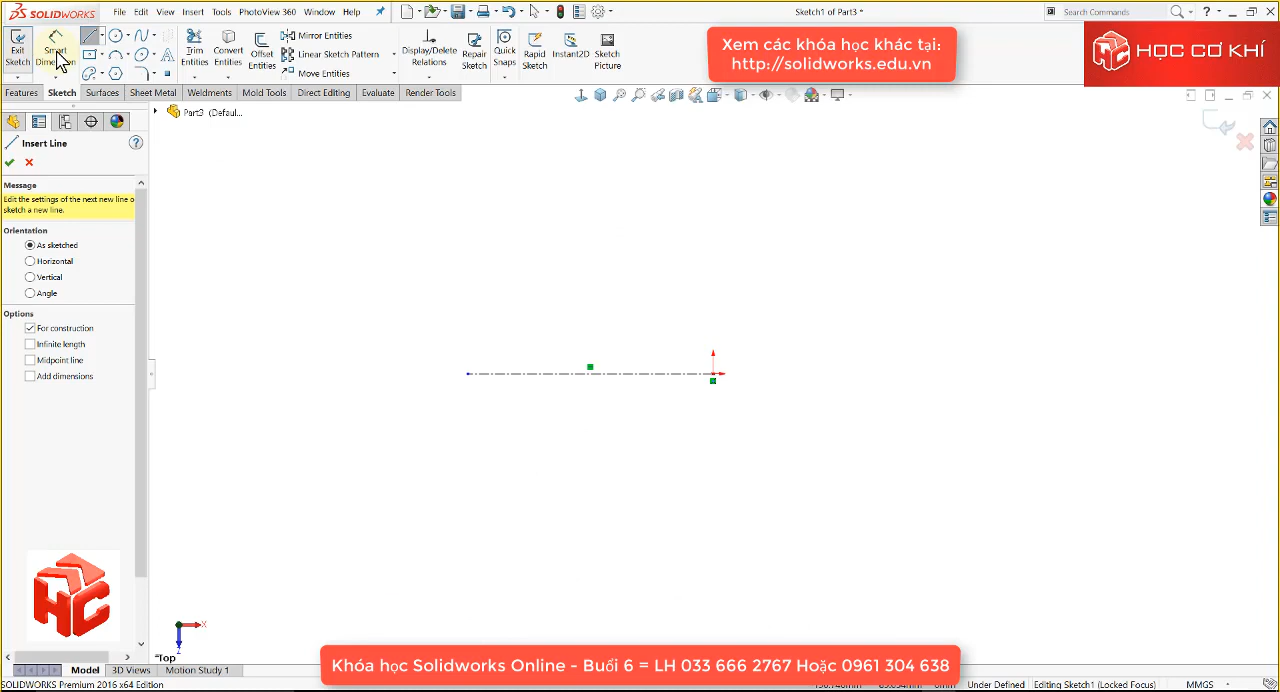 SOLIDWORKS
File Edit View Insert Tools PhotoView 360 Window Help
Sketch1 of Part3 *
Search Commands
Exit Sketch
Smart Dimension
Trim Entities
Convert Entities
Offset Entities
Mirror Entities
Linear Sketch Pattern
Move Entities
Display/Delete Relations
Repair Sketch
Quick Snaps
Rapid Sketch
Instant2D
Sketch Picture
Xem các khóa học khác tại:
http://solidworks.edu.vn
HỌC CƠ KHÍ
Features Sketch Surfaces Sheet Metal Weldments Mold Tools Direct Editing Evaluate Render Tools
Part3 (Defaul...
Insert Line
Message
Edit the settings of the next new line o
sketch a new line.
Orientation
As sketched
Horizontal
Vertical
Angle
Options
For construction
Infinite length
Midpoint line
Add dimensions
HC
X
*Top
Khóa học Solidworks Online - Buổi 6 = LH 033 666 2767 Hoặc 0961 304 638
Model 3D Views Motion Study 1
SOLIDWORKS Premium 2016 x64 Edition
Under Defined Editing Sketch1 (Locked Focus) MMGS